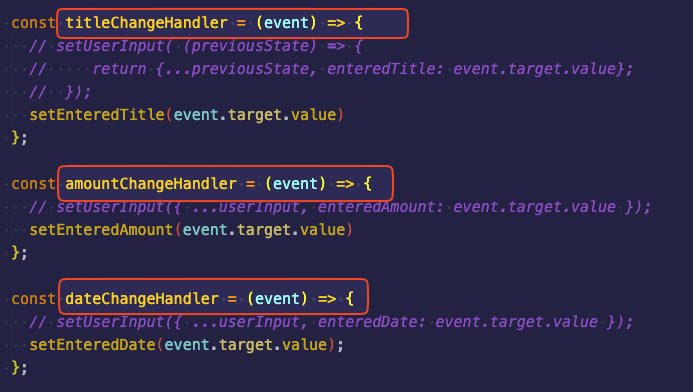 const titleChangeHandler = (event) => {
// setUserInput( (previousState) => {
//     return {...previousState, enteredTitle: event.target.value};
//  });
setEnteredTitle(event.target.value)
};
const amountChangeHandler = (event) => {
// setUserInput({ ...userInput, enteredAmount: event.target.value });
setEnteredAmount(event.target.value)
};
const dateChangeHandler = (event) => {
// setUserInput({ ...userInput, enteredDate: event.target.value });
setEnteredDate(event.target.value);
};